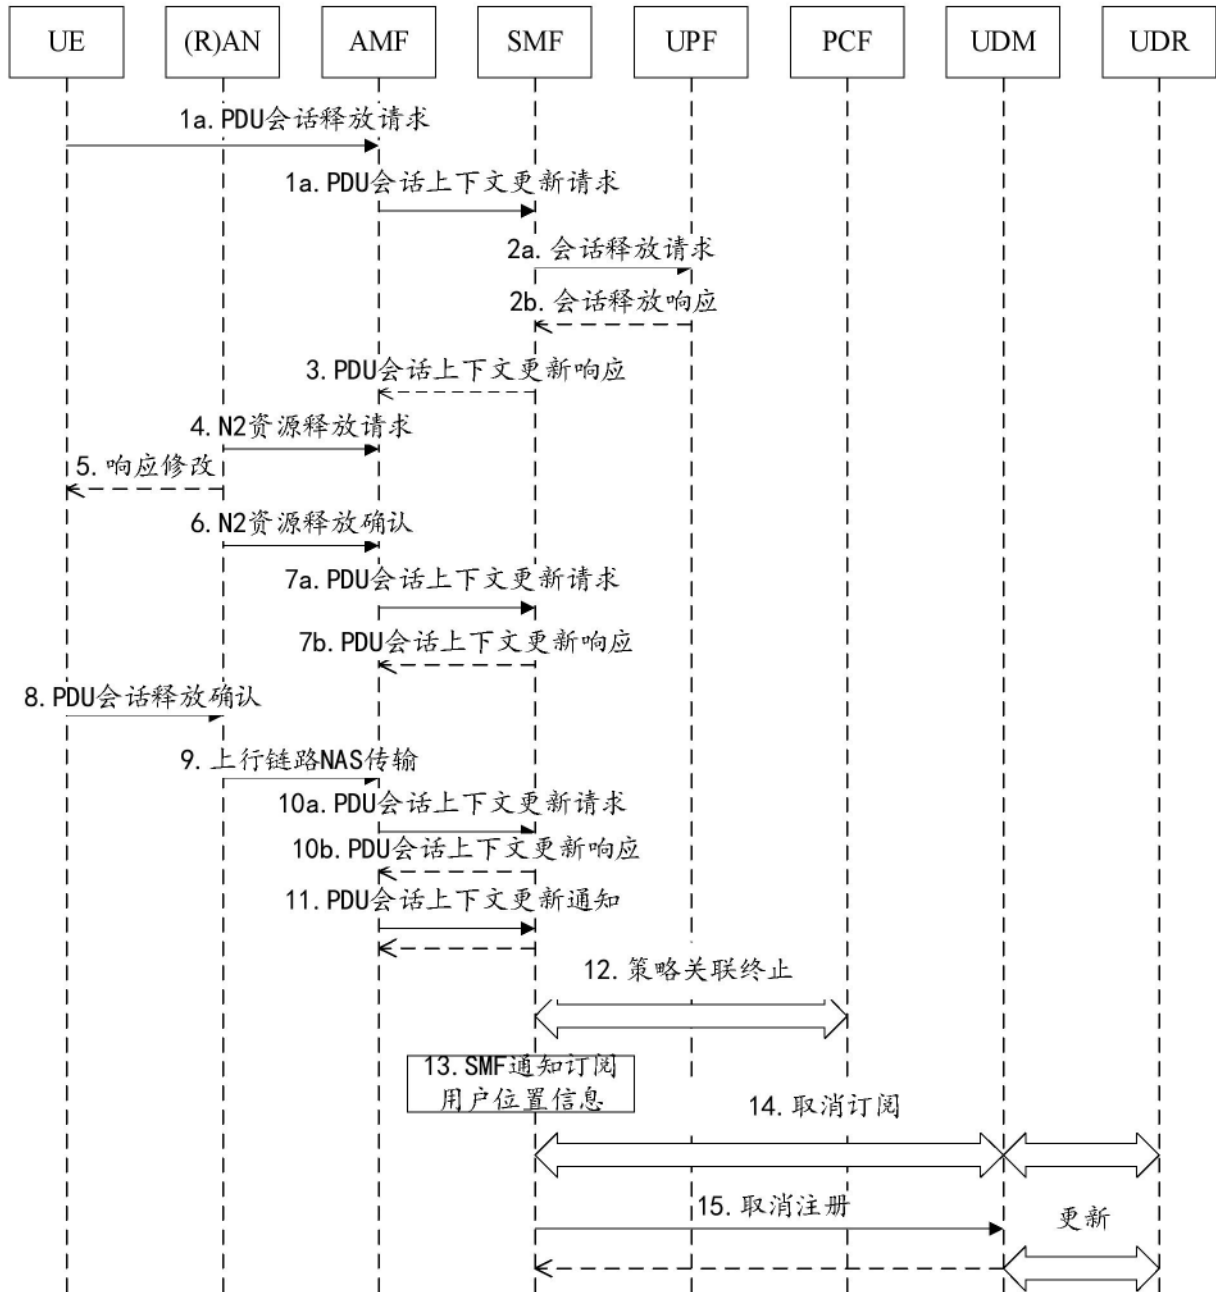 UE
(R)AN
AMF
SMF
UPF
PCF
UDM
UDR
1a. PDU会话释放请求
1a. PDU会话上下文更新请求
2a. 会话释放请求
2b. 会话释放响应
3. PDU会话上下文更新响应
4. N2资源释放请求
5. 响应修改
6. N2资源释放确认
7a. PDU会话上下文更新请求
7b. PDU会话上下文更新响应
8. PDU会话释放确认
9. 上行链路NAS传输
10a. PDU会话上下文更新请求
10b. PDU会话上下文更新响应
11. PDU会话上下文更新通知
12. 策略关联终止
13. SMF通知订阅
用户位置信息
14. 取消订阅
15. 取消注册
更新